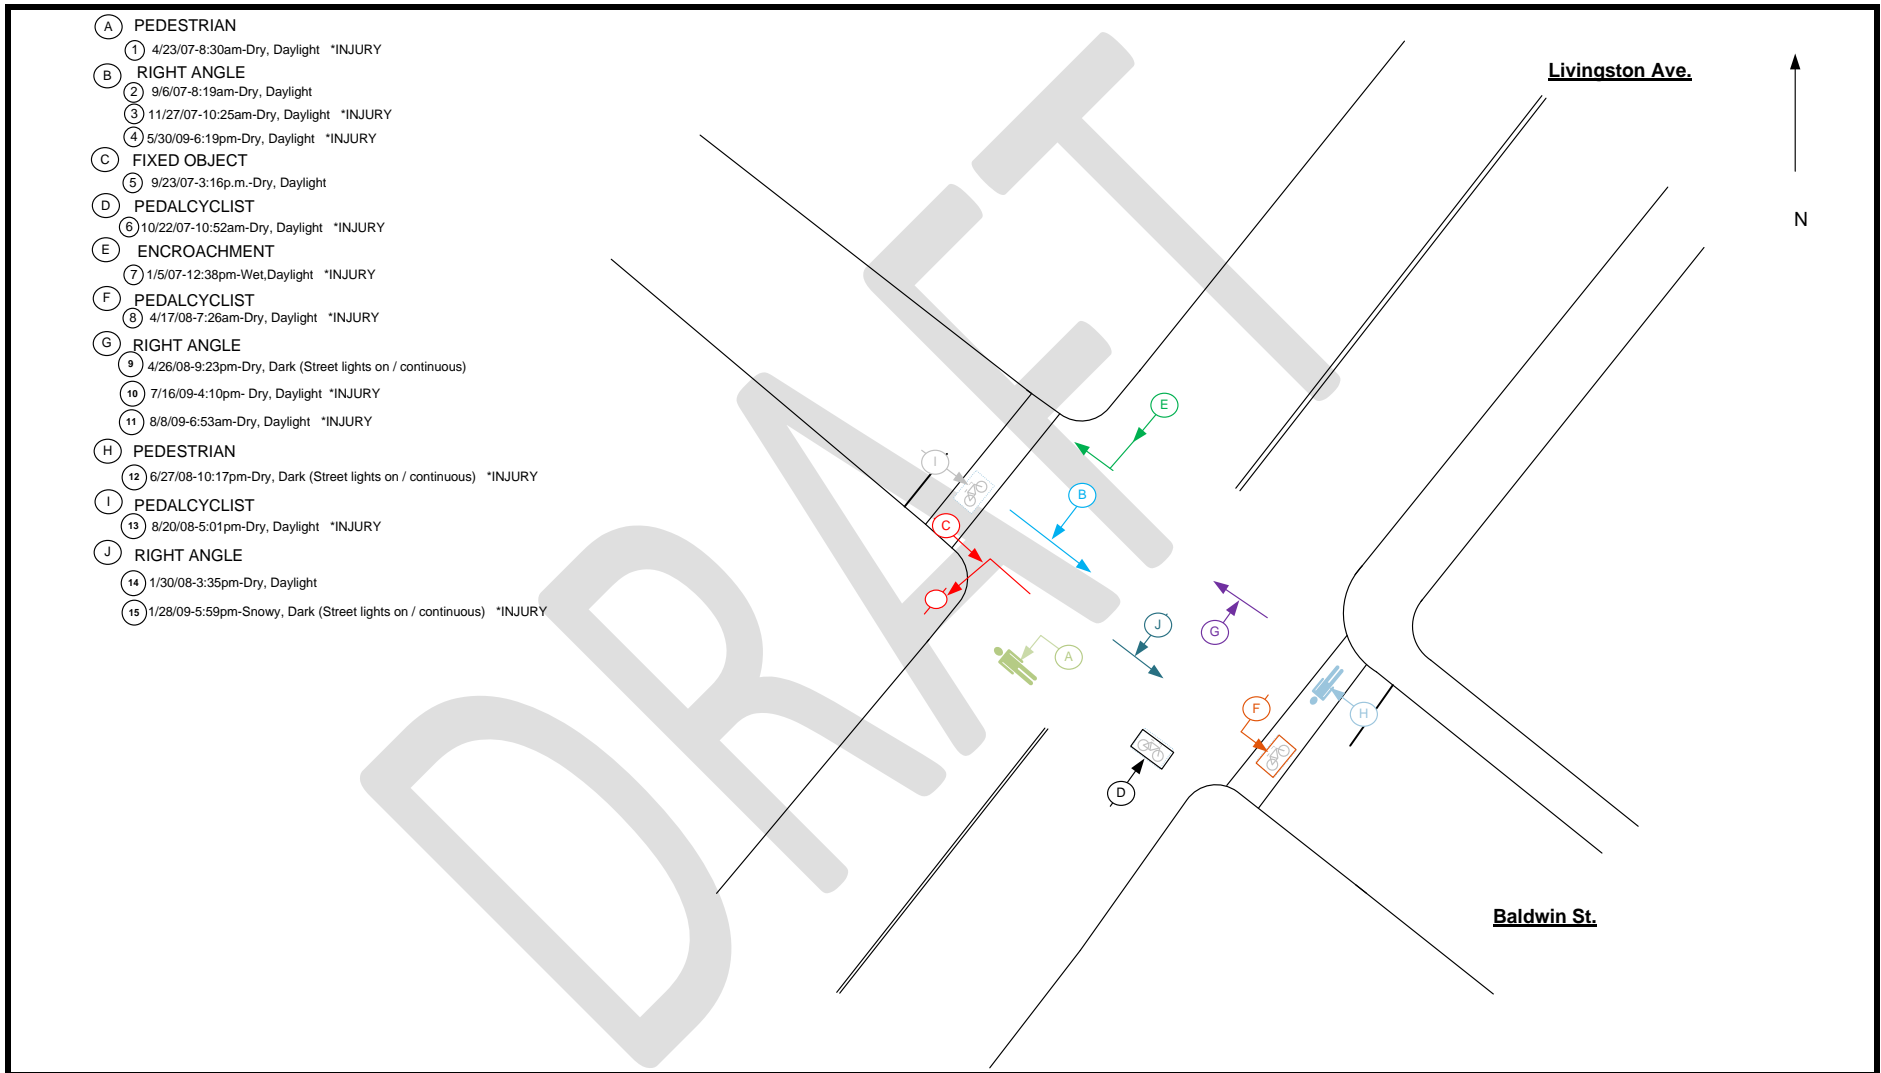 A PEDESTRIAN
1 4/23/07-8:30am-Dry, Daylight *INJURY
B RIGHT ANGLE
2 9/6/07-8:19am-Dry, Daylight
3 11/27/07-10:25am-Dry, Daylight *INJURY
4 5/30/09-6:19pm-Dry, Daylight *INJURY
C FIXED OBJECT
5 9/23/07-3:16p.m.-Dry, Daylight
D PEDALCYCLIST
6 10/22/07-10:52am-Dry, Daylight *INJURY
E ENCROACHMENT
7 1/5/07-12:38pm-Wet,Daylight *INJURY
F PEDALCYCLIST
8 4/17/08-7:26am-Dry, Daylight *INJURY
G RIGHT ANGLE
9 4/26/08-9:23pm-Dry, Dark (Street lights on / continuous)
10 7/16/09-4:10pm- Dry, Daylight *INJURY
11 8/8/09-6:53am-Dry, Daylight *INJURY
H PEDESTRIAN
12 6/27/08-10:17pm-Dry, Dark (Street lights on / continuous) *INJURY
I PEDALCYCLIST
13 8/20/08-5:01pm-Dry, Daylight *INJURY
J RIGHT ANGLE
14 1/30/08-3:35pm-Dry, Daylight
15 1/28/09-5:59pm-Snowy, Dark (Street lights on / continuous) *INJURY
Livingston Ave.
N
E
I
B
C
J
G
A
F
H
D
Baldwin St.
DRAFT